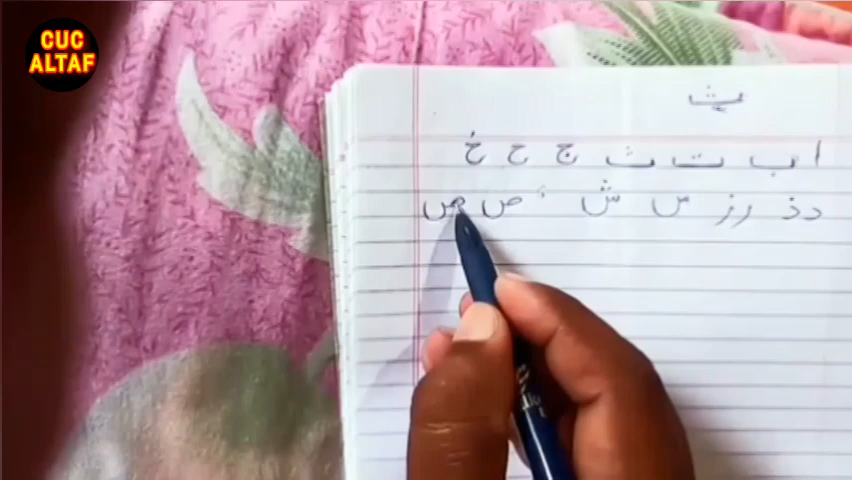 CUC
ALTAF
ث
ا ب ت ث ج ح خ
د ذ ر ز س ش ص ص